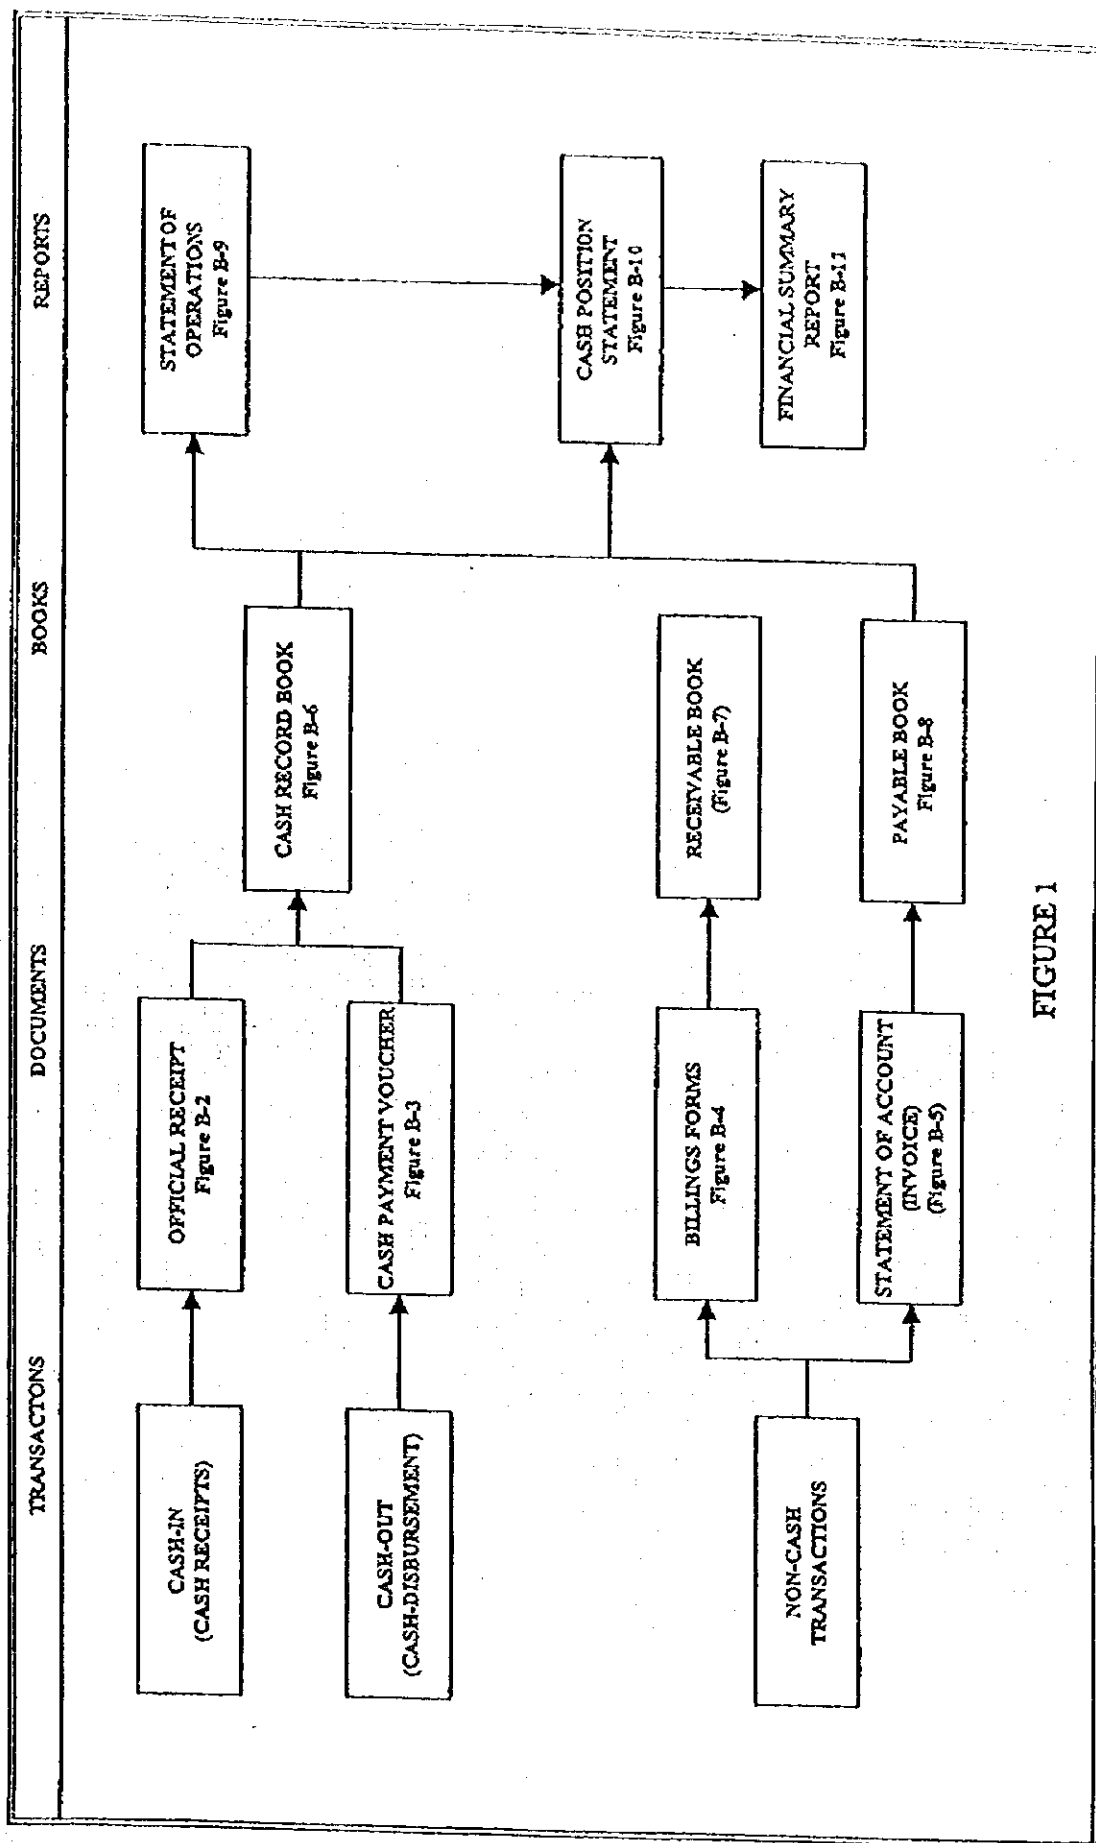 TRANSACTONS
DOCUMENTS
BOOKS
REPORTS
CASH-IN
(CASH RECEIPTS)
OFFICIAL RECEIPT
Figure B-2
CASH-OUT
(CASH-DISBURSEMENT)
CASH PAYMENT VOUCHER
Figure B-3
CASH RECORD BOOK
Figure B-6
STATEMENT OF
OPERATIONS
Figure B-9
CASH POSITION
STATEMENT
Figure B-10
FINANCIAL SUMMARY
REPORT
Figure B-11
NON-CASH
TRANSACTIONS
BILLINGS FORMS
Figure B-4
RECEIVABLE BOOK
(Figure B-7)
STATEMENT OF ACCOUNT
(INVOICE)
(Figure B-5)
PAYABLE BOOK
Figure B-8
FIGURE 1